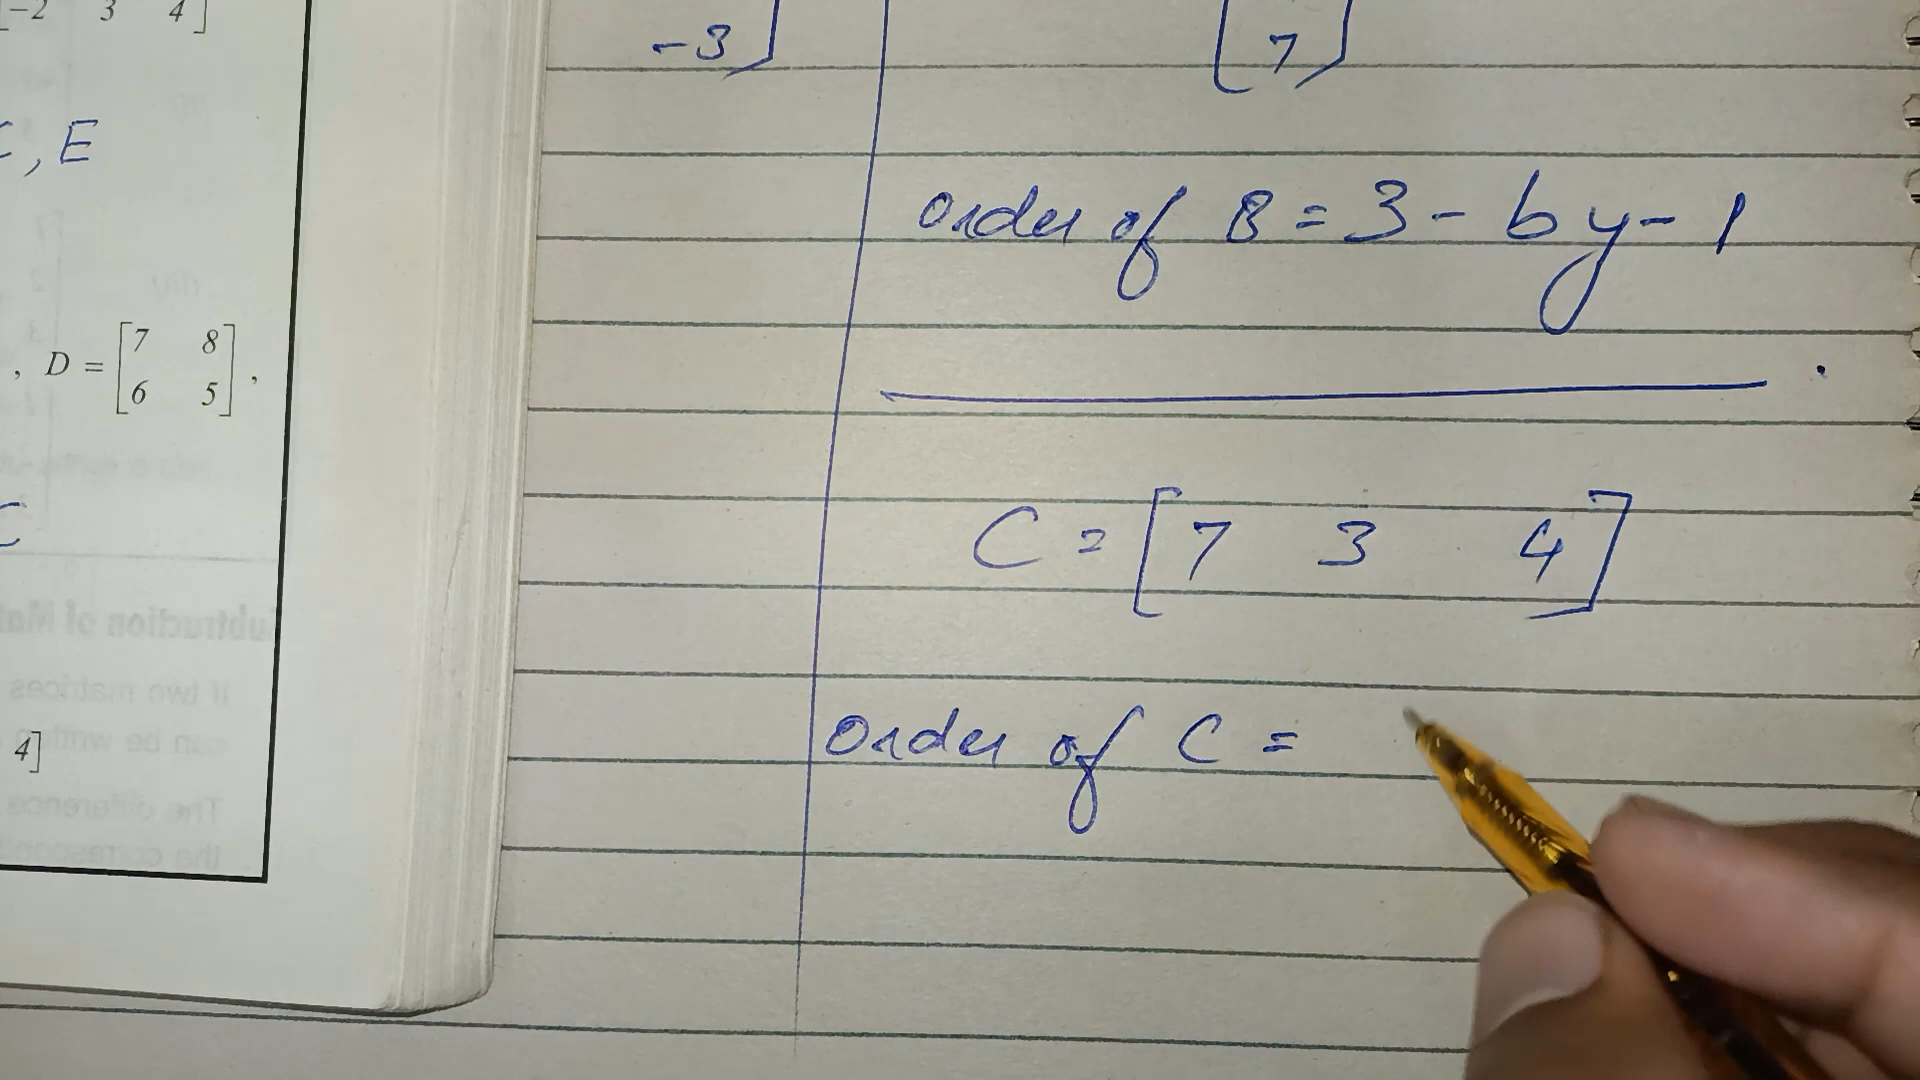 -2 3 4]
, E
, D = [7 8
6 5] ,
C
4]
-3]
[7]
order of B = 3 - by - 1
C = [7 3 4]
order of C =